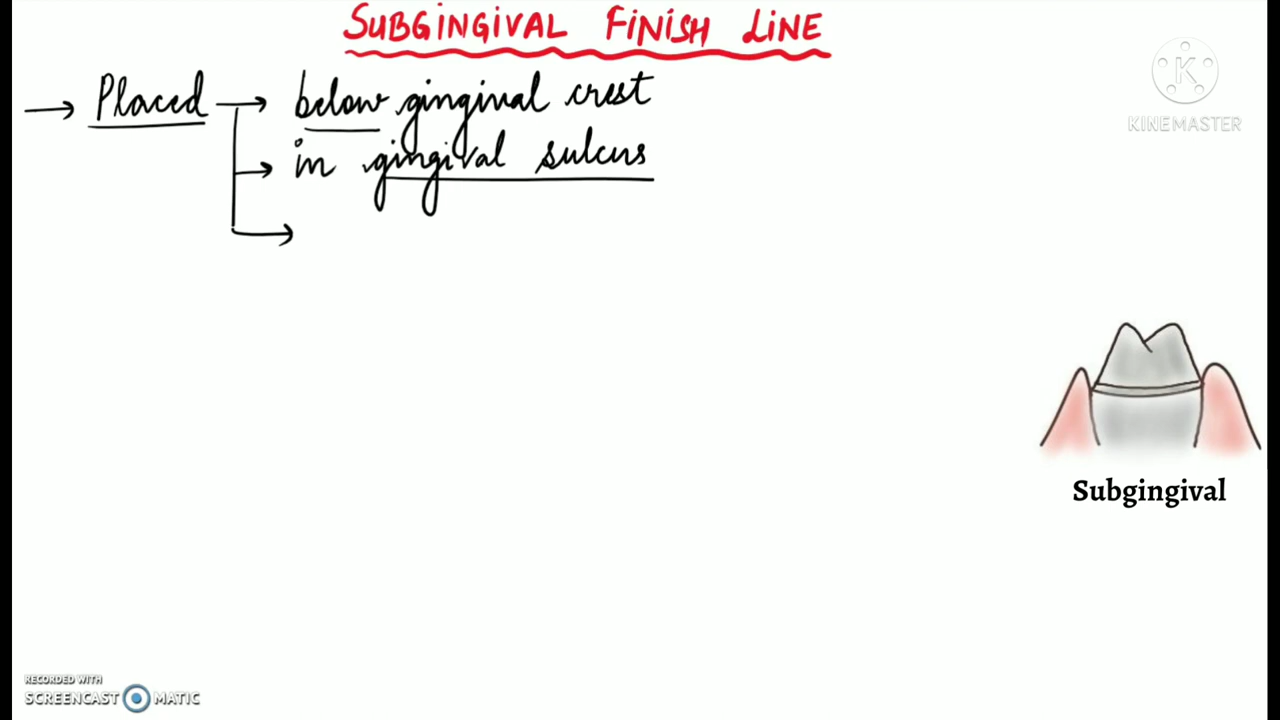 SUBGINGIVAL FINISH LINE
→ Placed → below gingival crest
→ in gingival sulcus
→
K
KINEMASTER
Subgingival
RECORDED WITH
SCREENCAST MATIC